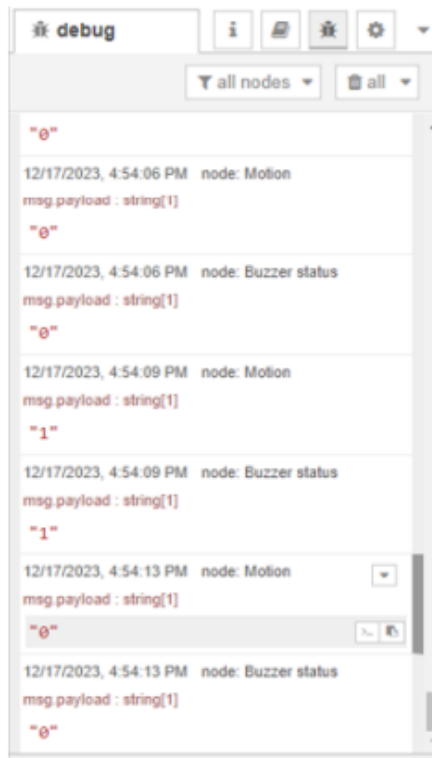 debug
i
all nodes
all
"0"
12/17/2023, 4:54:06 PM node: Motion
msg.payload : string[1]
"0"
12/17/2023, 4:54:06 PM node: Buzzer status
msg.payload : string[1]
"0"
12/17/2023, 4:54:09 PM node: Motion
msg.payload : string[1]
"1"
12/17/2023, 4:54:09 PM node: Buzzer status
msg.payload : string[1]
"1"
12/17/2023, 4:54:13 PM node: Motion
msg.payload : string[1]
"0"
12/17/2023, 4:54:13 PM node: Buzzer status
msg.payload : string[1]
"0"